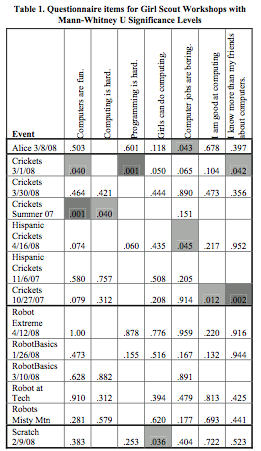 Table 1. Questionnaire items for Girl Scout Workshops with
Mann-Whitney U Significance Levels
Event
Computers are fun.
Computing is hard.
Programming is hard.
Girls can do computing.
Computer jobs are boring.
I am good at computing
I know more than my friends
about computers.
Alice 3/8/08 .503 .601 .118 .043 .678 .397
Crickets
3/1/08 .040 .001 .050 .065 .104 .042
Crickets
3/30/08 .464 .421 .444 .890 .473 .356
Crickets
Summer 07 .001 .040 .151
Hispanic
Crickets
4/16/08 .074 .060 .435 .045 .217 .952
Hispanic
Crickets
11/6/07 .580 .757 .508 .205
Crickets
10/27/07 .079 .312 .208 .914 .012 .002
Robot
Extreme
4/12/08 1.00 .878 .776 .959 .220 .916
RobotBasics
1/26/08 .473 .155 .516 .167 .132 .944
RobotBasics
3/10/08 .628 .882 .891
Robot at
Tech .910 .312 .394 .479 .813 .425
Robots
Misty Mtn .281 .579 .620 .177 .693 .441
Scratch
2/9/08 .383 .253 .036 .404 .722 .523